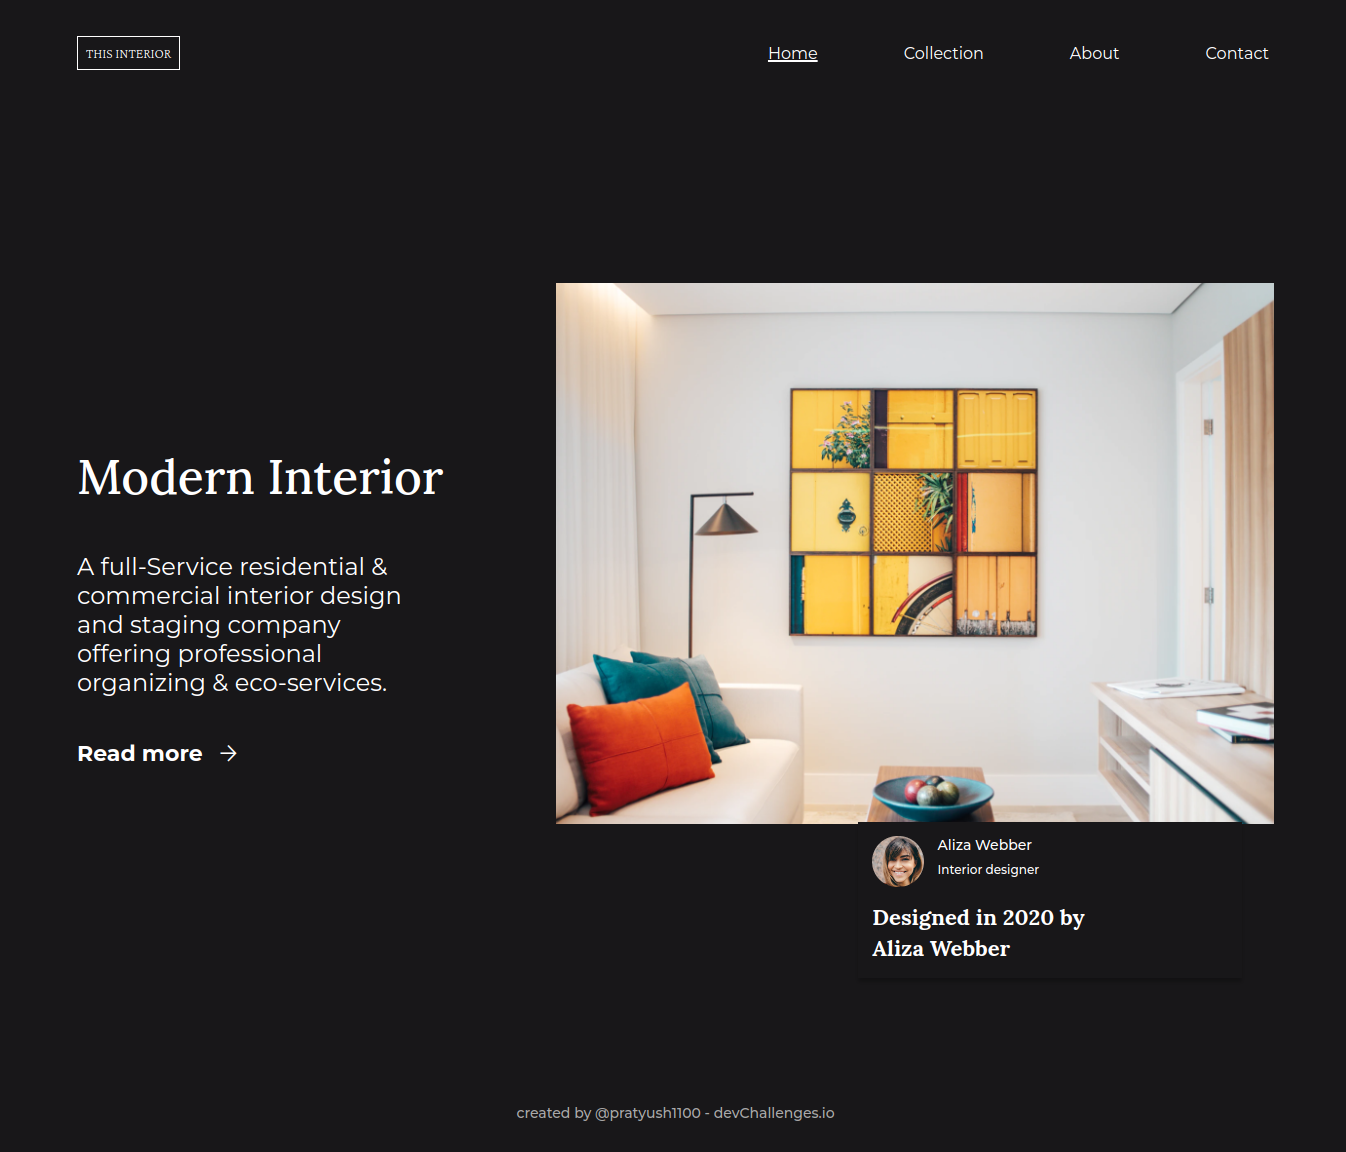 THIS INTERIOR
Home Collection About Contact
Modern Interior
A full-Service residential &
commercial interior design
and staging company
offering professional
organizing & eco-services.
Read more →
Aliza Webber
Interior designer
Designed in 2020 by
Aliza Webber
created by @pratyush1100 - devChallenges.io